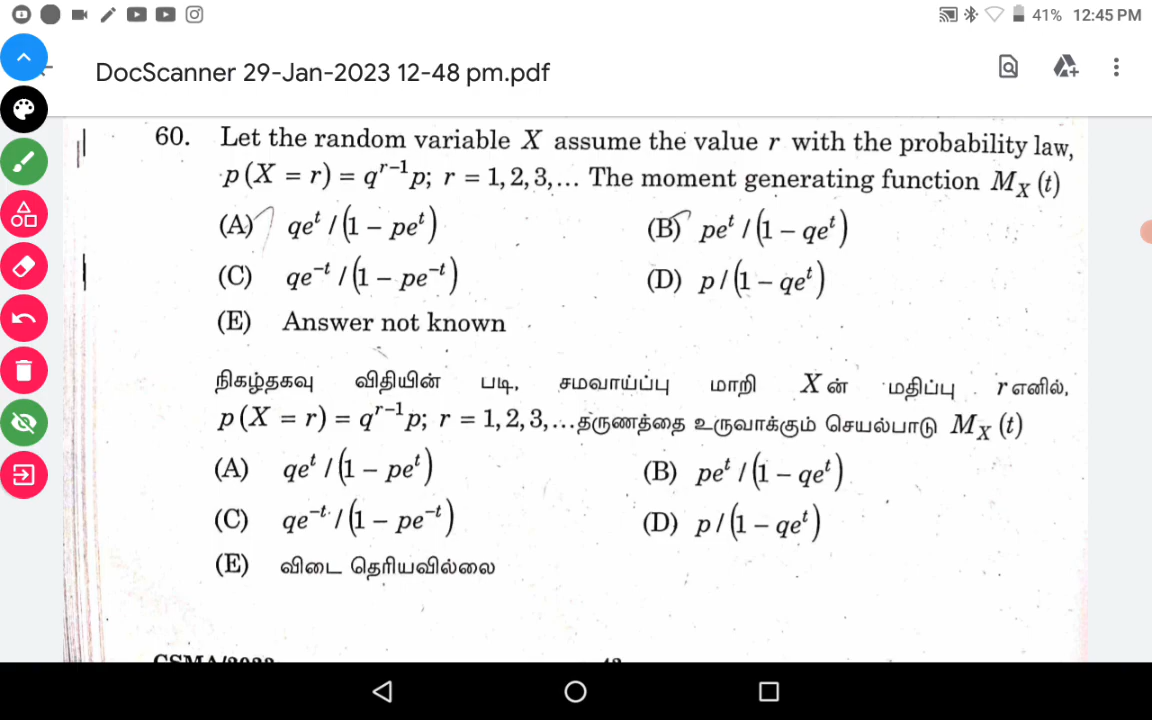 41% 12:45 PM
DocScanner 29-Jan-2023 12-48 pm.pdf
60. Let the random variable X assume the value r with the probability law,
p(X = r) = q^{r-1}p; r = 1, 2, 3,... The moment generating function M_X(t)
(A) qe^t / (1 – pe^t) (B) pe^t / (1 – qe^t)
(C) qe^{-t} / (1 – pe^{-t}) (D) p / (1 – qe^t)
(E) Answer not known
நிகழ்தகவு விதியின் படி, சமவாய்ப்பு மாறி X ன் மதிப்பு r எனில்,
p(X = r) = q^{r-1}p; r = 1, 2, 3,...த்ருணத்தை உருவாக்கும் செயல்பாடு M_X(t)
(A) qe^t / (1 – pe^t) (B) pe^t / (1 – qe^t)
(C) qe^{-t} / (1 – pe^{-t}) (D) p / (1 – qe^t)
(E) விடை தெரியவில்லை